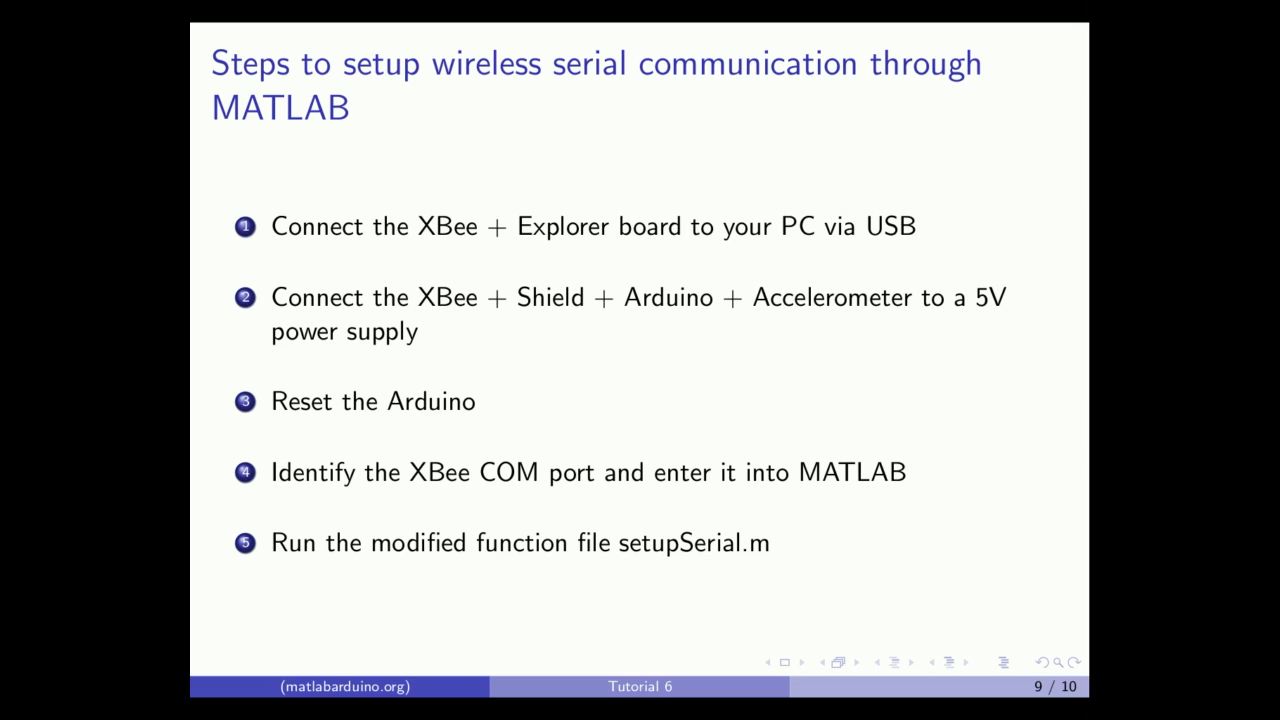 Steps to setup wireless serial communication through
MATLAB
1 Connect the XBee + Explorer board to your PC via USB
2 Connect the XBee + Shield + Arduino + Accelerometer to a 5V
power supply
3 Reset the Arduino
4 Identify the XBee COM port and enter it into MATLAB
5 Run the modified function file setupSerial.m
(matlabarduino.org) Tutorial 6 9 / 10